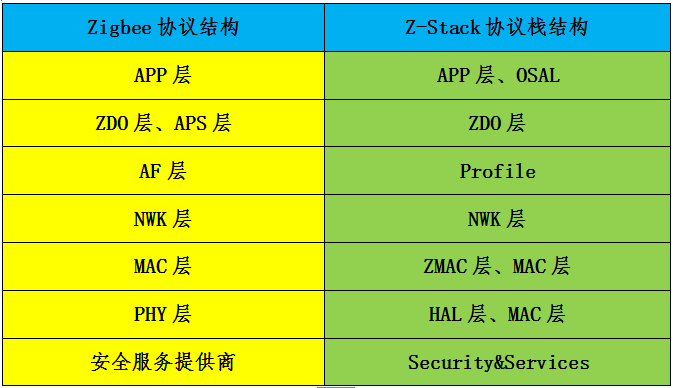 Zigbee 协议结构 Z-Stack 协议栈结构
APP 层 APP 层、OSAL
ZDO 层、APS 层 ZDO 层
AF 层 Profile
NWK 层 NWK 层
MAC 层 ZMAC 层、MAC 层
PHY 层 HAL 层、MAC 层
安全服务提供商 Security&Services